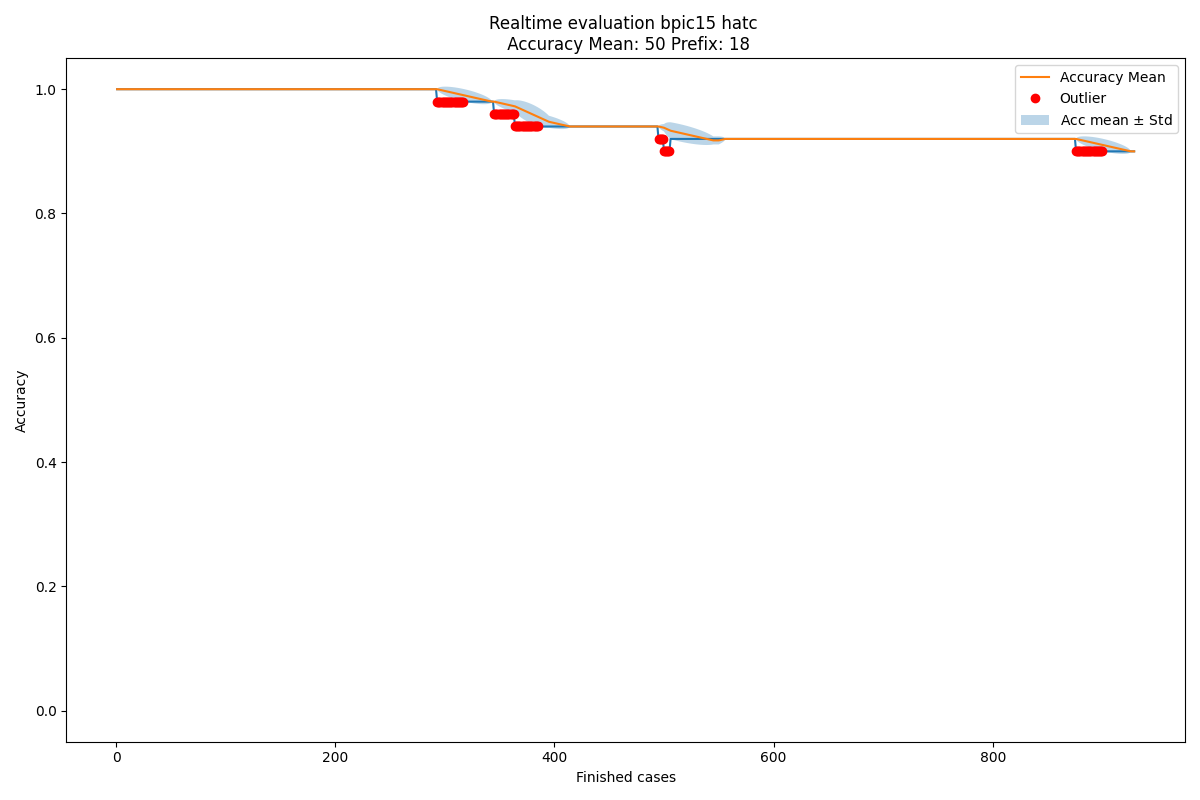 Realtime evaluation bpic15 hatc
Accuracy Mean: 50 Prefix: 18
Accuracy Mean
Outlier
Acc mean ± Std
1.0
0.8
0.6
0.4
0.2
0.0
Accuracy
0
200
400
600
800
Finished cases